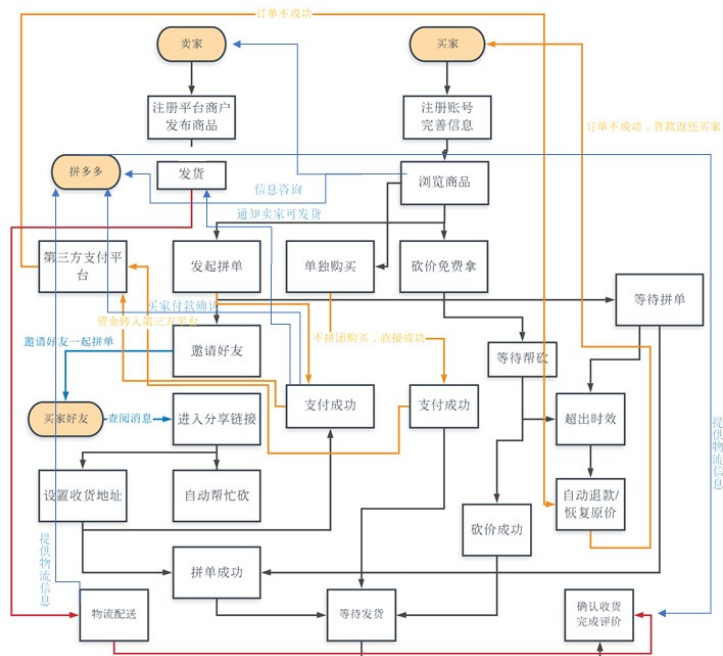 订单不成功
卖家
买家
注册平台商户
发布商品
注册账号
完善信息
订单不成功，货款退还买家
拼多多
发货
信息咨询
浏览商品
通知卖家可发货
第三方支付平
台
发起拼单
单独购买
砍价免费拿
等待拼单
买家付款确认
资金转入第三方平台
邀请好友一起拼单
邀请好友
不拼团购买，直接成功
等待帮砍
买家好友
查阅消息
进入分享链接
支付成功
支付成功
超出时效
提供物流信息
设置收货地址
自动帮忙砍
自动退款/
恢复原价
砍价成功
提供物流信息
拼单成功
物流配送
等待发货
确认收货
完成评价